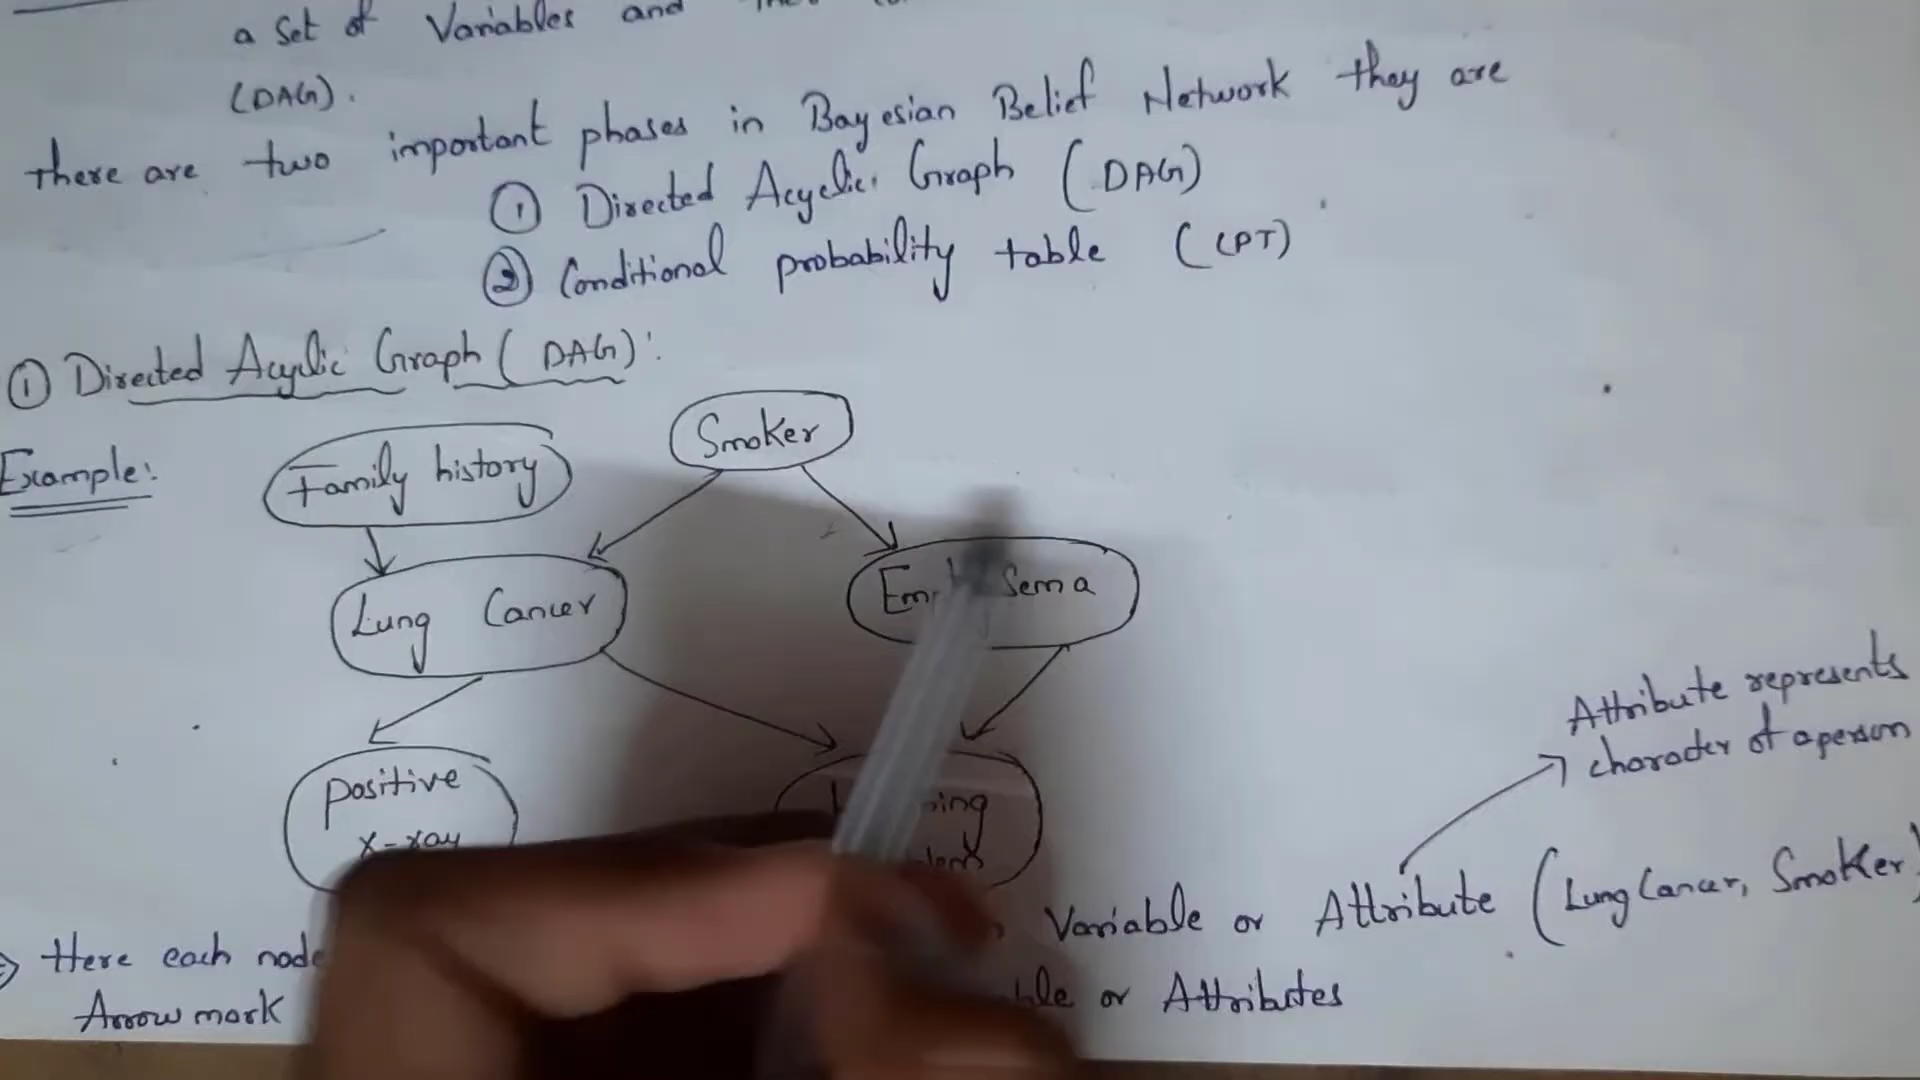 a set of Variables and
(DAG).
there are two important phases in Bayesian Belief Network they are
① Directed Acyclic Graph (DAG)
② Conditional probability table (CPT)
① Directed Acyclic Graph (DAG):
Example:
Smoker
Family history
Lung Cancer
positive
x-ray
Attribute represents
character of a person
=> Here each node
Variable or Attribute (Lung Cancer, Smoker)
Arrow mark
or Attributes